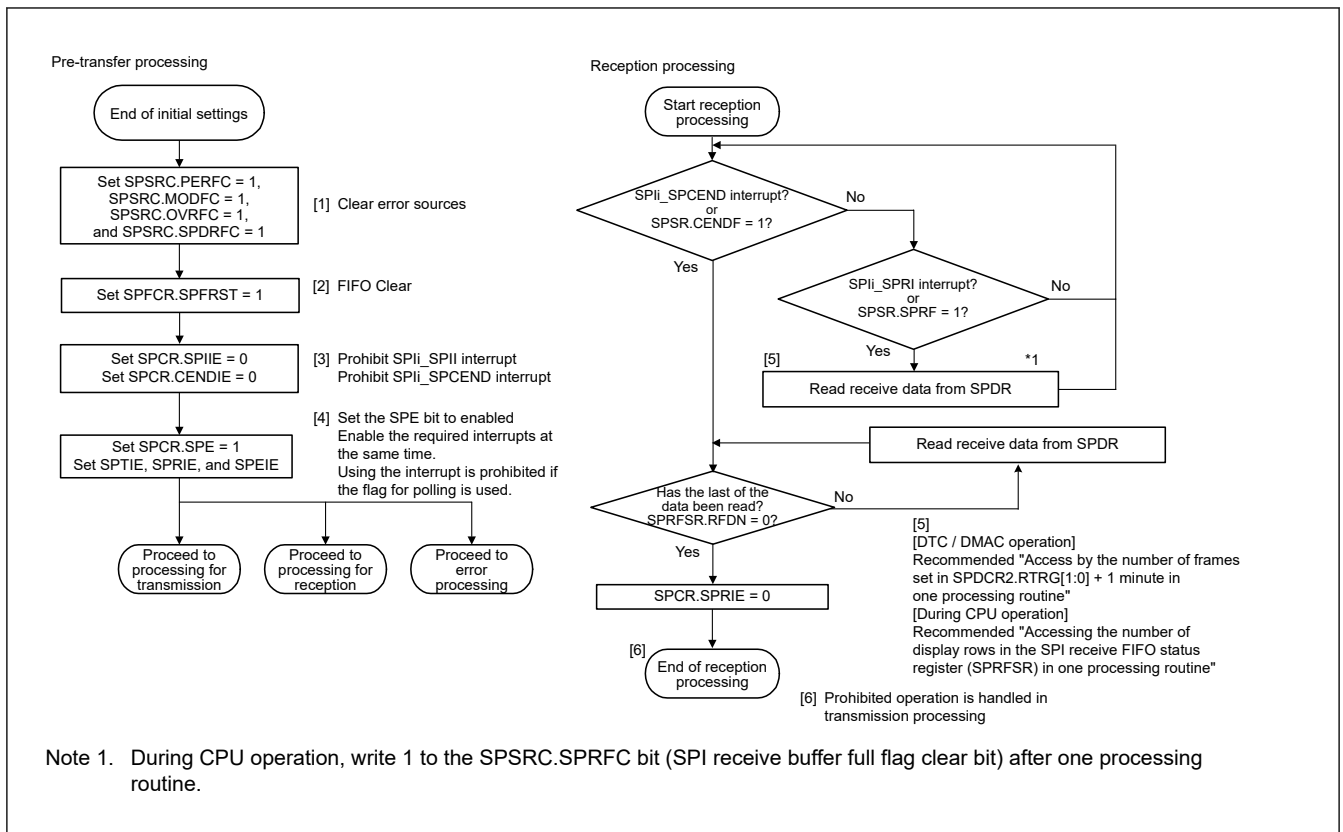 Pre-transfer processing
End of initial settings
Set SPSRC.PERFC = 1,
SPSRC.MODFC = 1,
SPSRC.OVRFC = 1,
and SPSRC.SPDRFC = 1
[1] Clear error sources
Set SPFCR.SPFRST = 1
[2] FIFO Clear
Set SPCR.SPIIE = 0
Set SPCR.CENDIE = 0
[3] Prohibit SPIi_SPII interrupt
Prohibit SPIi_SPCEND interrupt
[4] Set the SPE bit to enabled
Enable the required interrupts at
the same time.
Using the interrupt is prohibited if
the flag for polling is used.
Set SPCR.SPE = 1
Set SPTIE, SPRIE, and SPEIE
Proceed to
processing for
transmission
Proceed to
processing for
reception
Proceed to
error
processing
Reception processing
Start reception
processing
SPIi_SPCEND interrupt?
or
SPSR.CENDF = 1?
No
Yes
SPIi_SPRI interrupt?
or
SPSR.SPRF = 1?
No
Yes
[5]
*1
Read receive data from SPDR
Read receive data from SPDR
Has the last of the
data been read?
SPRFSR.RFDN = 0?
No
Yes
[5]
[DTC / DMAC operation]
Recommended "Access by the number of frames
set in SPDCR2.RTRG[1:0] + 1 minute in
one processing routine"
[During CPU operation]
Recommended "Accessing the number of
display rows in the SPI receive FIFO status
register (SPRFSR) in one processing routine"
SPCR.SPRIE = 0
[6]
End of reception
processing
[6] Prohibited operation is handled in
transmission processing
Note 1. During CPU operation, write 1 to the SPSRC.SPRFC bit (SPI receive buffer full flag clear bit) after one processing
routine.